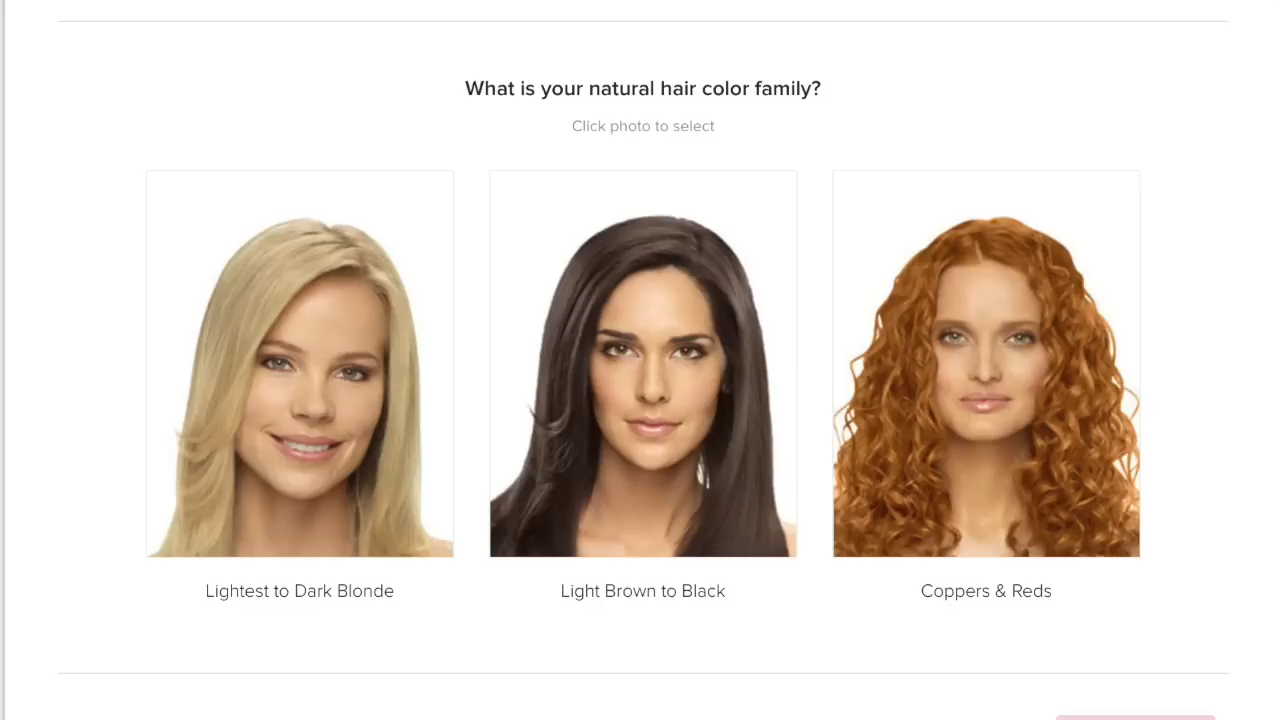 What is your natural hair color family?
Click photo to select
Lightest to Dark Blonde
Light Brown to Black
Coppers & Reds